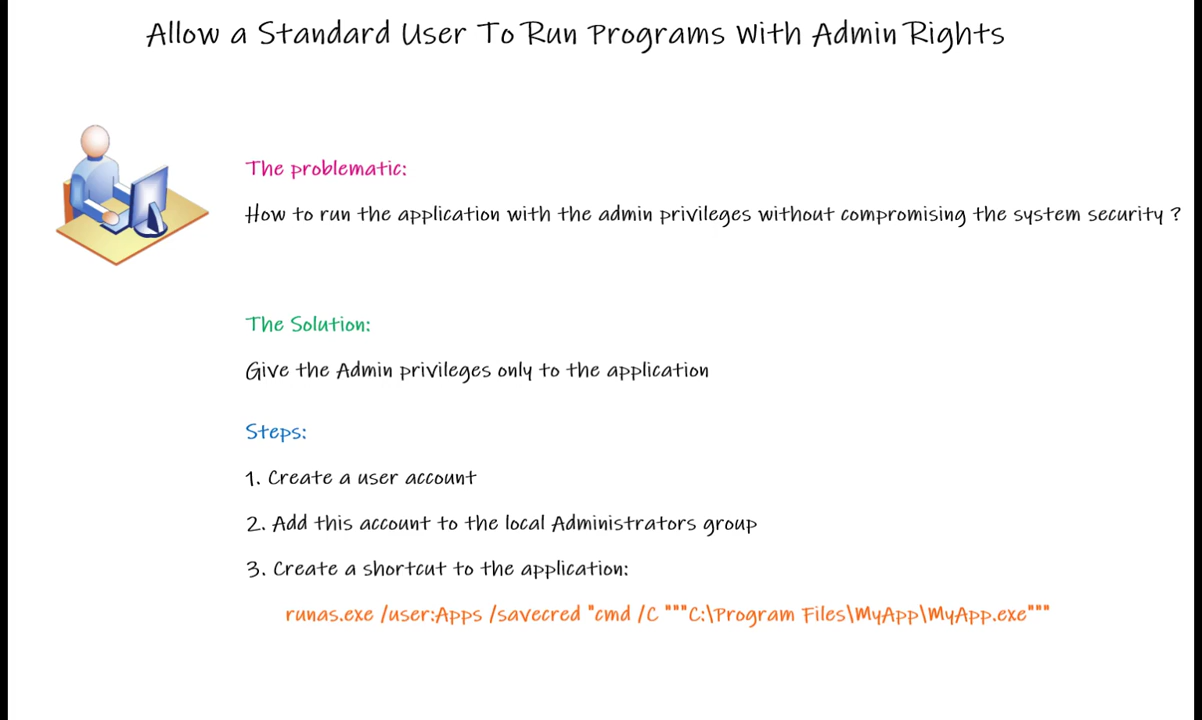 Allow a Standard User To Run Programs With Admin Rights
The problematic:
How to run the application with the admin privileges without compromising the system security ?
The Solution:
Give the Admin privileges only to the application
Steps:
1. Create a user account
2. Add this account to the local Administrators group
3. Create a shortcut to the application:
runas.exe /user:Apps /savecred "cmd /C """C:\Program Files\MyApp\MyApp.exe"""